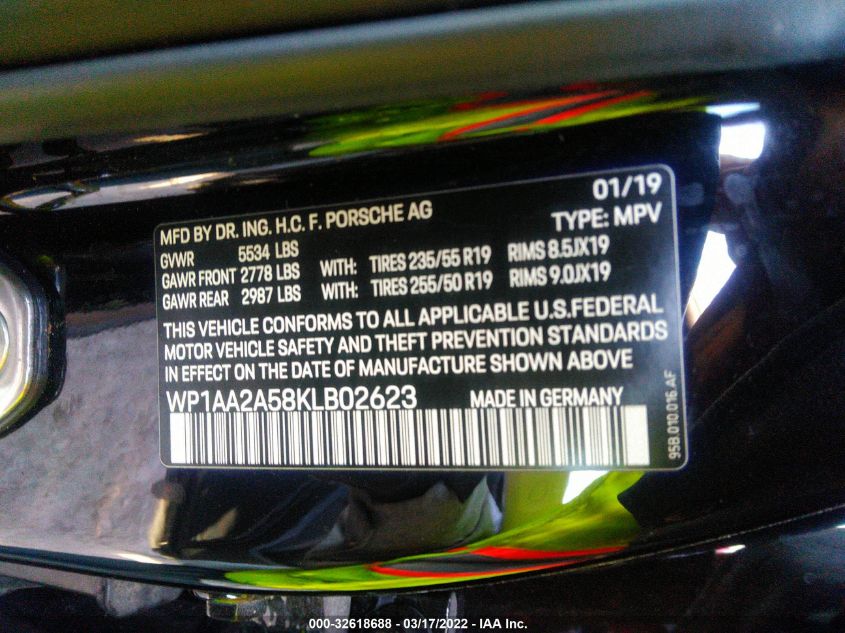 MFD BY DR. ING. H.C. F. PORSCHE AG 01/19
GVWR 5534 LBS TYPE: MPV
GAWR FRONT 2778 LBS WITH: TIRES 235/55 R19 RIMS 8.5JX19
GAWR REAR 2987 LBS WITH: TIRES 255/50 R19 RIMS 9.0JX19
THIS VEHICLE CONFORMS TO ALL APPLICABLE U.S.FEDERAL
MOTOR VEHICLE SAFETY AND THEFT PREVENTION STANDARDS
IN EFFECT ON THE DATE OF MANUFACTURE SHOWN ABOVE
WP1AA2A58KLB02623 MADE IN GERMANY
958.010.016.AF
000-32618688 - 03/17/2022 - IAA Inc.